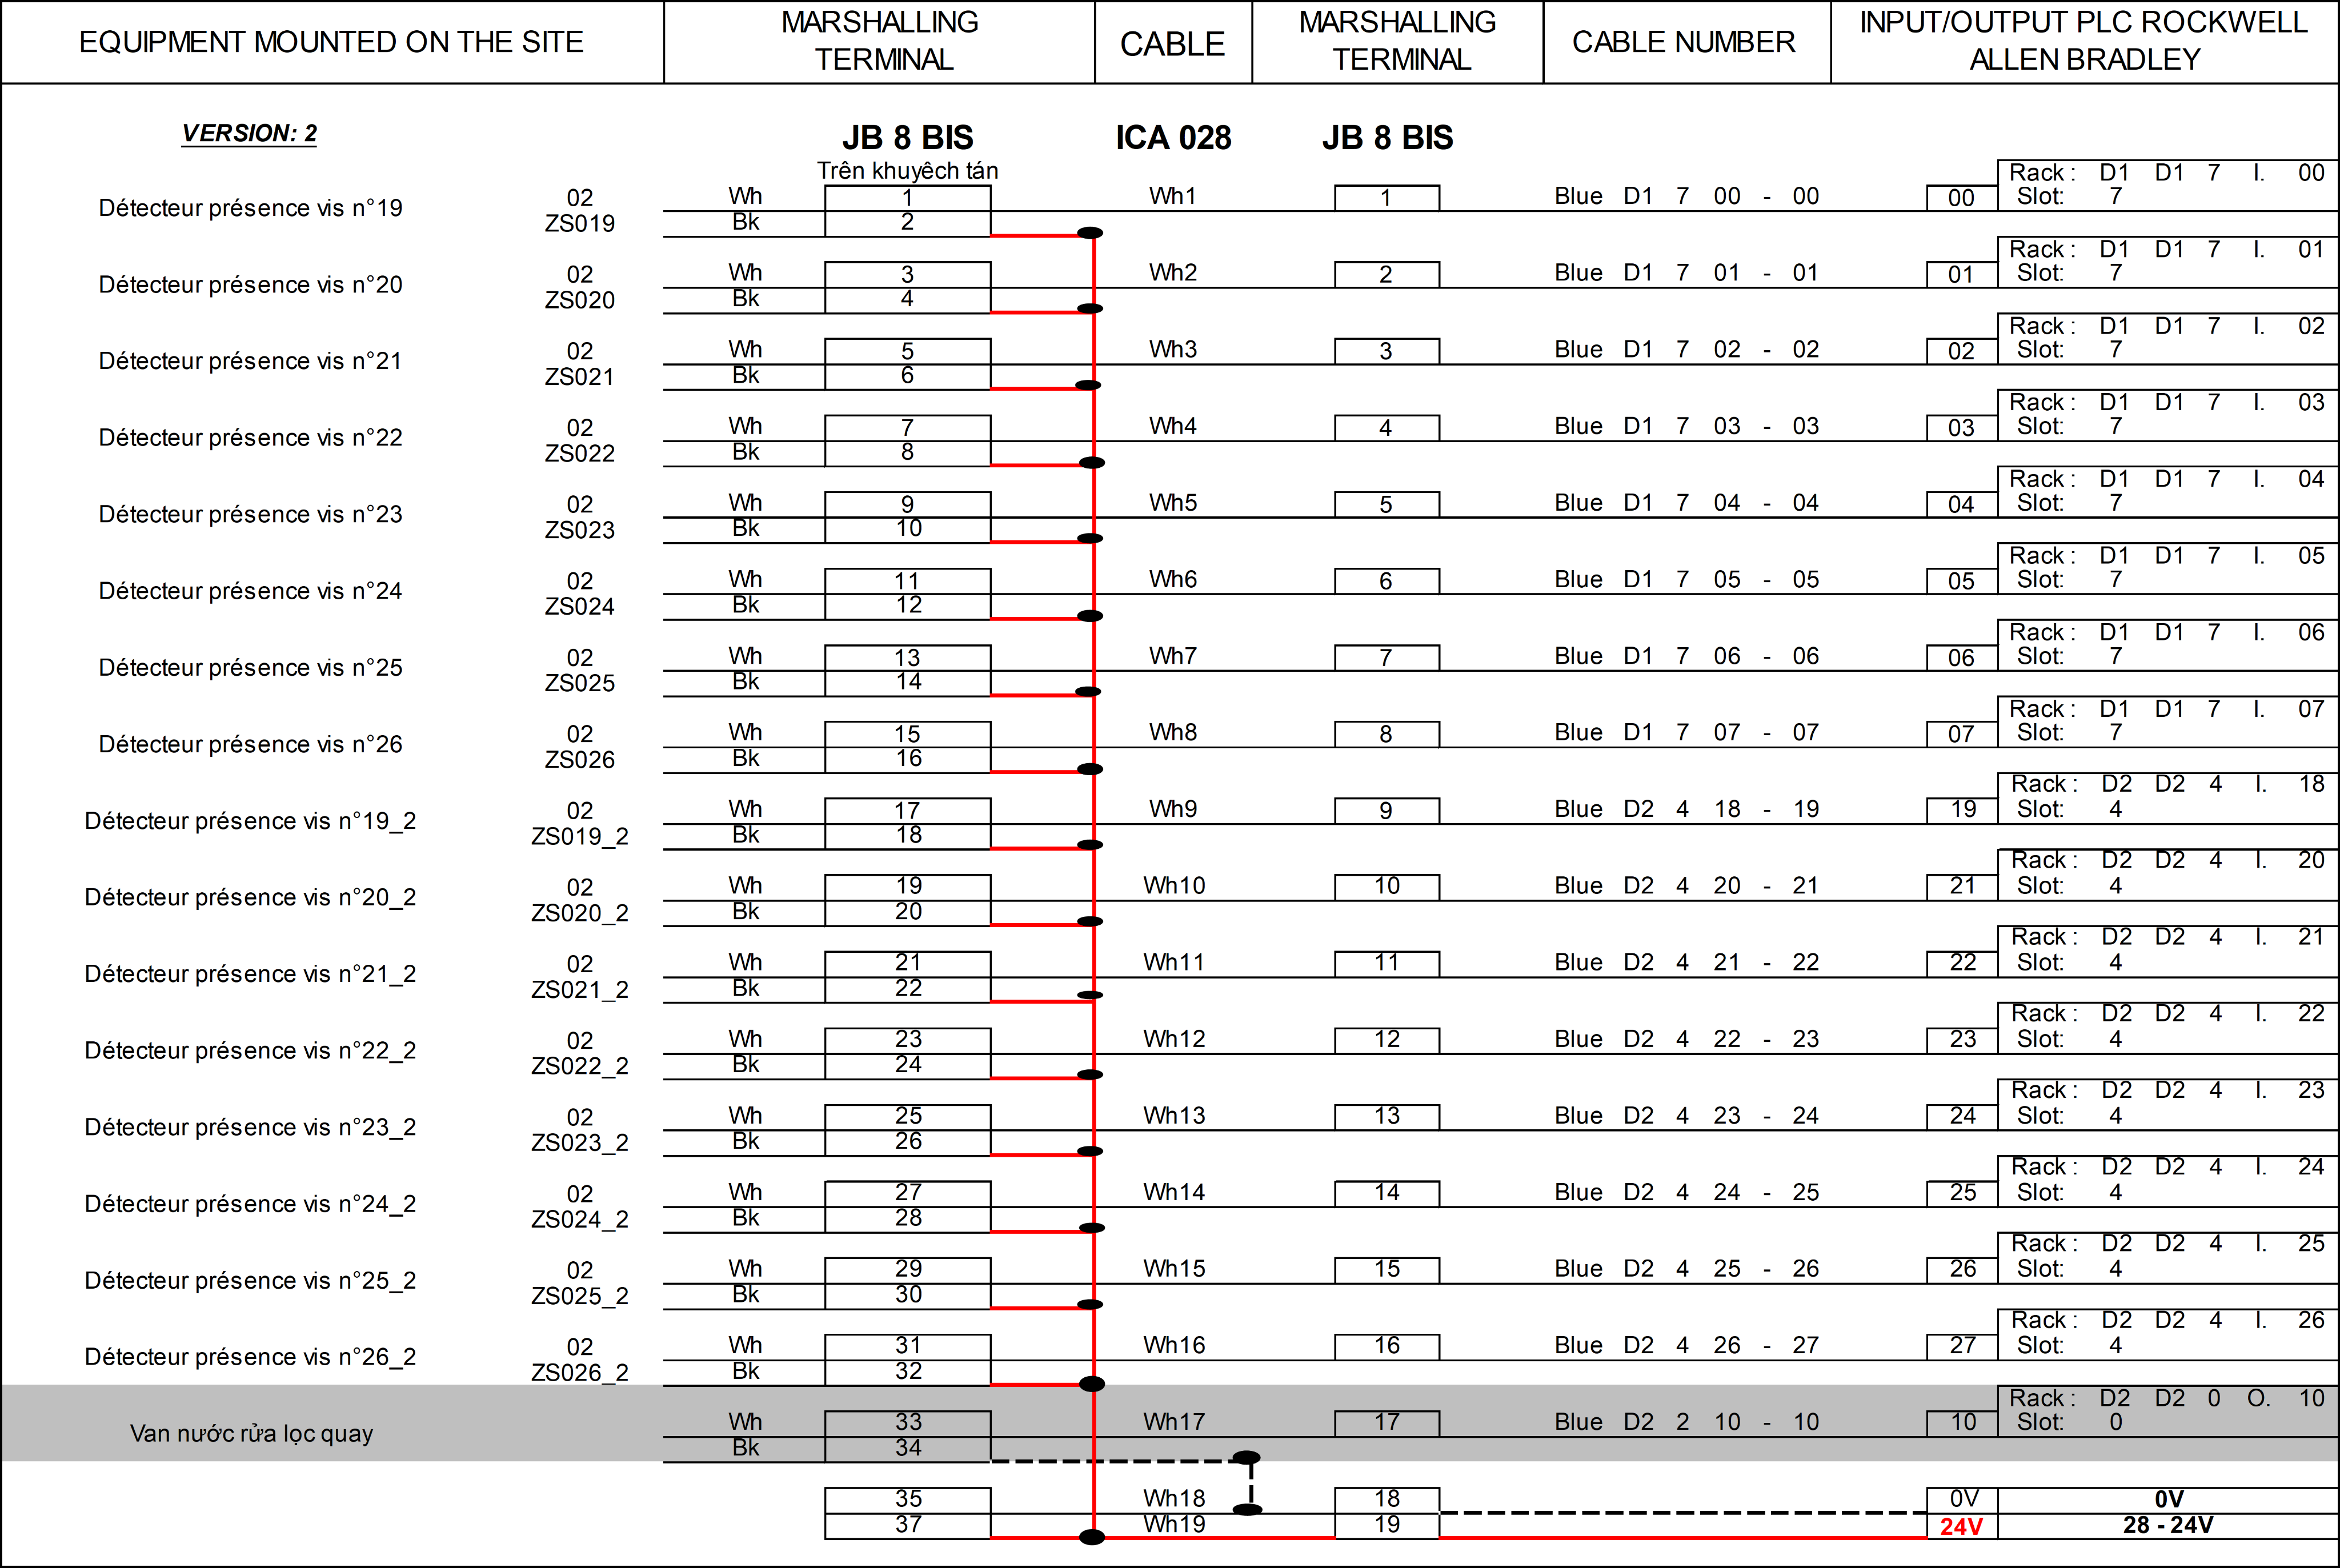 EQUIPMENT MOUNTED ON THE SITE
MARSHALLING
TERMINAL
CABLE
MARSHALLING
TERMINAL
CABLE NUMBER
INPUT/OUTPUT PLC ROCKWELL
ALLEN BRADLEY
VERSION: 2
JB 8 BIS ICA 028 JB 8 BIS
Trên khuyêch tán
Rack : D1 D1 7 I. 00
Détecteur présence vis n°19 02 Wh 1 Wh1 1 Blue D1 7 00 - 00 00 Slot: 7
ZS019 Bk 2
Rack : D1 D1 7 I. 01
Détecteur présence vis n°20 02 Wh 3 Wh2 2 Blue D1 7 01 - 01 01 Slot: 7
ZS020 Bk 4
Rack : D1 D1 7 I. 02
Détecteur présence vis n°21 02 Wh 5 Wh3 3 Blue D1 7 02 - 02 02 Slot: 7
ZS021 Bk 6
Rack : D1 D1 7 I. 03
Détecteur présence vis n°22 02 Wh 7 Wh4 4 Blue D1 7 03 - 03 03 Slot: 7
ZS022 Bk 8
Rack : D1 D1 7 I. 04
Détecteur présence vis n°23 02 Wh 9 Wh5 5 Blue D1 7 04 - 04 04 Slot: 7
ZS023 Bk 10
Rack : D1 D1 7 I. 05
Détecteur présence vis n°24 02 Wh 11 Wh6 6 Blue D1 7 05 - 05 05 Slot: 7
ZS024 Bk 12
Rack : D1 D1 7 I. 06
Détecteur présence vis n°25 02 Wh 13 Wh7 7 Blue D1 7 06 - 06 06 Slot: 7
ZS025 Bk 14
Rack : D1 D1 7 I. 07
Détecteur présence vis n°26 02 Wh 15 Wh8 8 Blue D1 7 07 - 07 07 Slot: 7
ZS026 Bk 16
Rack : D2 D2 4 I. 18
Détecteur présence vis n°19_2 02 Wh 17 Wh9 9 Blue D2 4 18 - 19 19 Slot: 4
ZS019_2 Bk 18
Rack : D2 D2 4 I. 20
Détecteur présence vis n°20_2 02 Wh 19 Wh10 10 Blue D2 4 20 - 21 21 Slot: 4
ZS020_2 Bk 20
Rack : D2 D2 4 I. 21
Détecteur présence vis n°21_2 02 Wh 21 Wh11 11 Blue D2 4 21 - 22 22 Slot: 4
ZS021_2 Bk 22
Rack : D2 D2 4 I. 22
Détecteur présence vis n°22_2 02 Wh 23 Wh12 12 Blue D2 4 22 - 23 23 Slot: 4
ZS022_2 Bk 24
Rack : D2 D2 4 I. 23
Détecteur présence vis n°23_2 02 Wh 25 Wh13 13 Blue D2 4 23 - 24 24 Slot: 4
ZS023_2 Bk 26
Rack : D2 D2 4 I. 24
Détecteur présence vis n°24_2 02 Wh 27 Wh14 14 Blue D2 4 24 - 25 25 Slot: 4
ZS024_2 Bk 28
Rack : D2 D2 4 I. 25
Détecteur présence vis n°25_2 02 Wh 29 Wh15 15 Blue D2 4 25 - 26 26 Slot: 4
ZS025_2 Bk 30
Rack : D2 D2 4 I. 26
Détecteur présence vis n°26_2 02 Wh 31 Wh16 16 Blue D2 4 26 - 27 27 Slot: 4
ZS026_2 Bk 32
Rack : D2 D2 0 O. 10
Van nước rửa lọc quay Wh 33 Wh17 17 Blue D2 2 10 - 10 10 Slot: 0
Bk 34
35 Wh18 18 0V 0V
37 Wh19 19 24V 28 - 24V